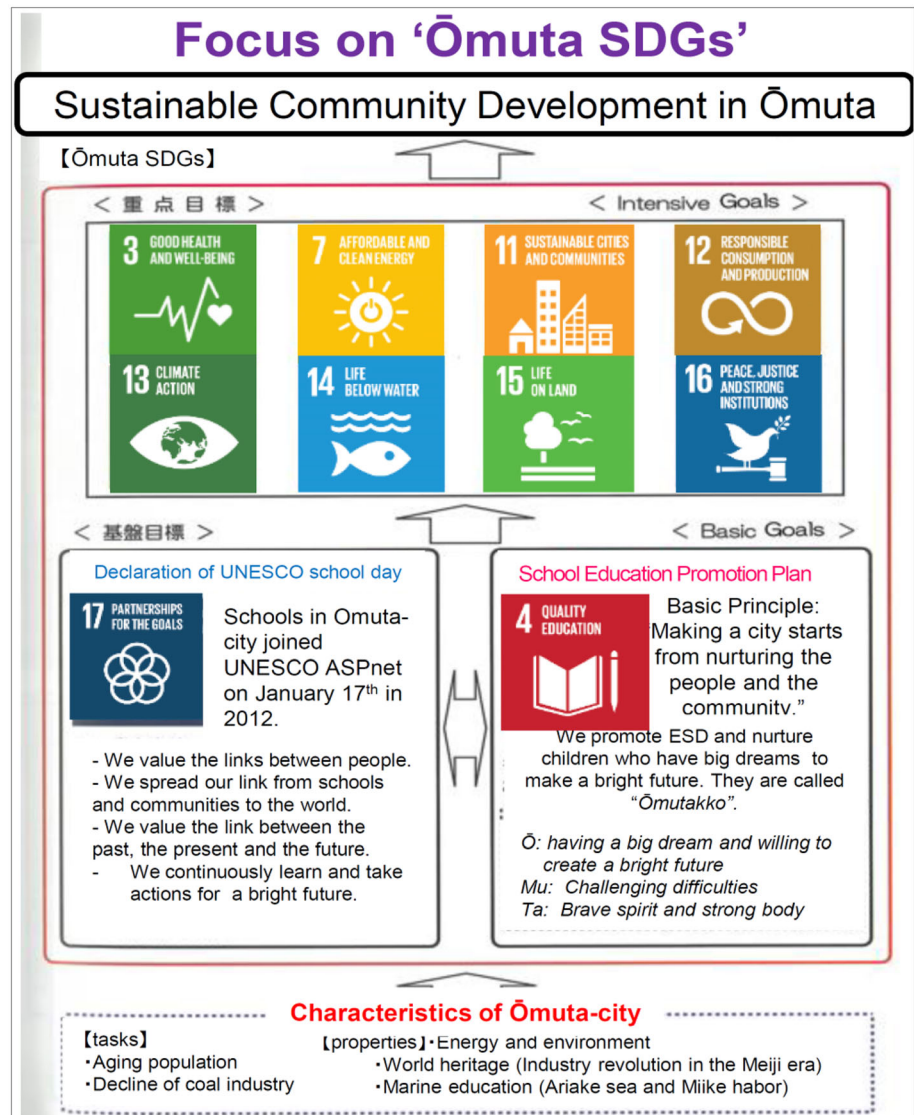 Focus on ‘Ōmuta SDGs’
Sustainable Community Development in Ōmuta
【Ōmuta SDGs】
＜重点目標＞
＜Intensive Goals＞
3 GOOD HEALTH
AND WELL-BEING
7 AFFORDABLE AND
CLEAN ENERGY
11 SUSTAINABLE CITIES
AND COMMUNITIES
12 RESPONSIBLE
CONSUMPTION
AND PRODUCTION
13 CLIMATE
ACTION
14 LIFE
BELOW WATER
15 LIFE
ON LAND
16 PEACE, JUSTICE
AND STRONG
INSTITUTIONS
＜基盤目標＞
＜Basic Goals＞
Declaration of UNESCO school day
17 PARTNERSHIPS
FOR THE GOALS
Schools in Omuta-
city joined
UNESCO ASPnet
on January 17th in
2012.
- We value the links between people.
- We spread our link from schools
and communities to the world.
- We value the link between the
past, the present and the future.
- We continuously learn and take
actions for a bright future.
School Education Promotion Plan
4 QUALITY
EDUCATION
Basic Principle:
“Making a city starts
from nurturing the
people and the
community.”
We promote ESD and nurture
children who have big dreams to
make a bright future. They are called
“Ōmutakko”.
Ō: having a big dream and willing to
create a bright future
Mu: Challenging difficulties
Ta: Brave spirit and strong body
Characteristics of Ōmuta-city
【tasks】
・Aging population
・Decline of coal industry
【properties】・Energy and environment
・World heritage (Industry revolution in the Meiji era)
・Marine education (Ariake sea and Miike habor)